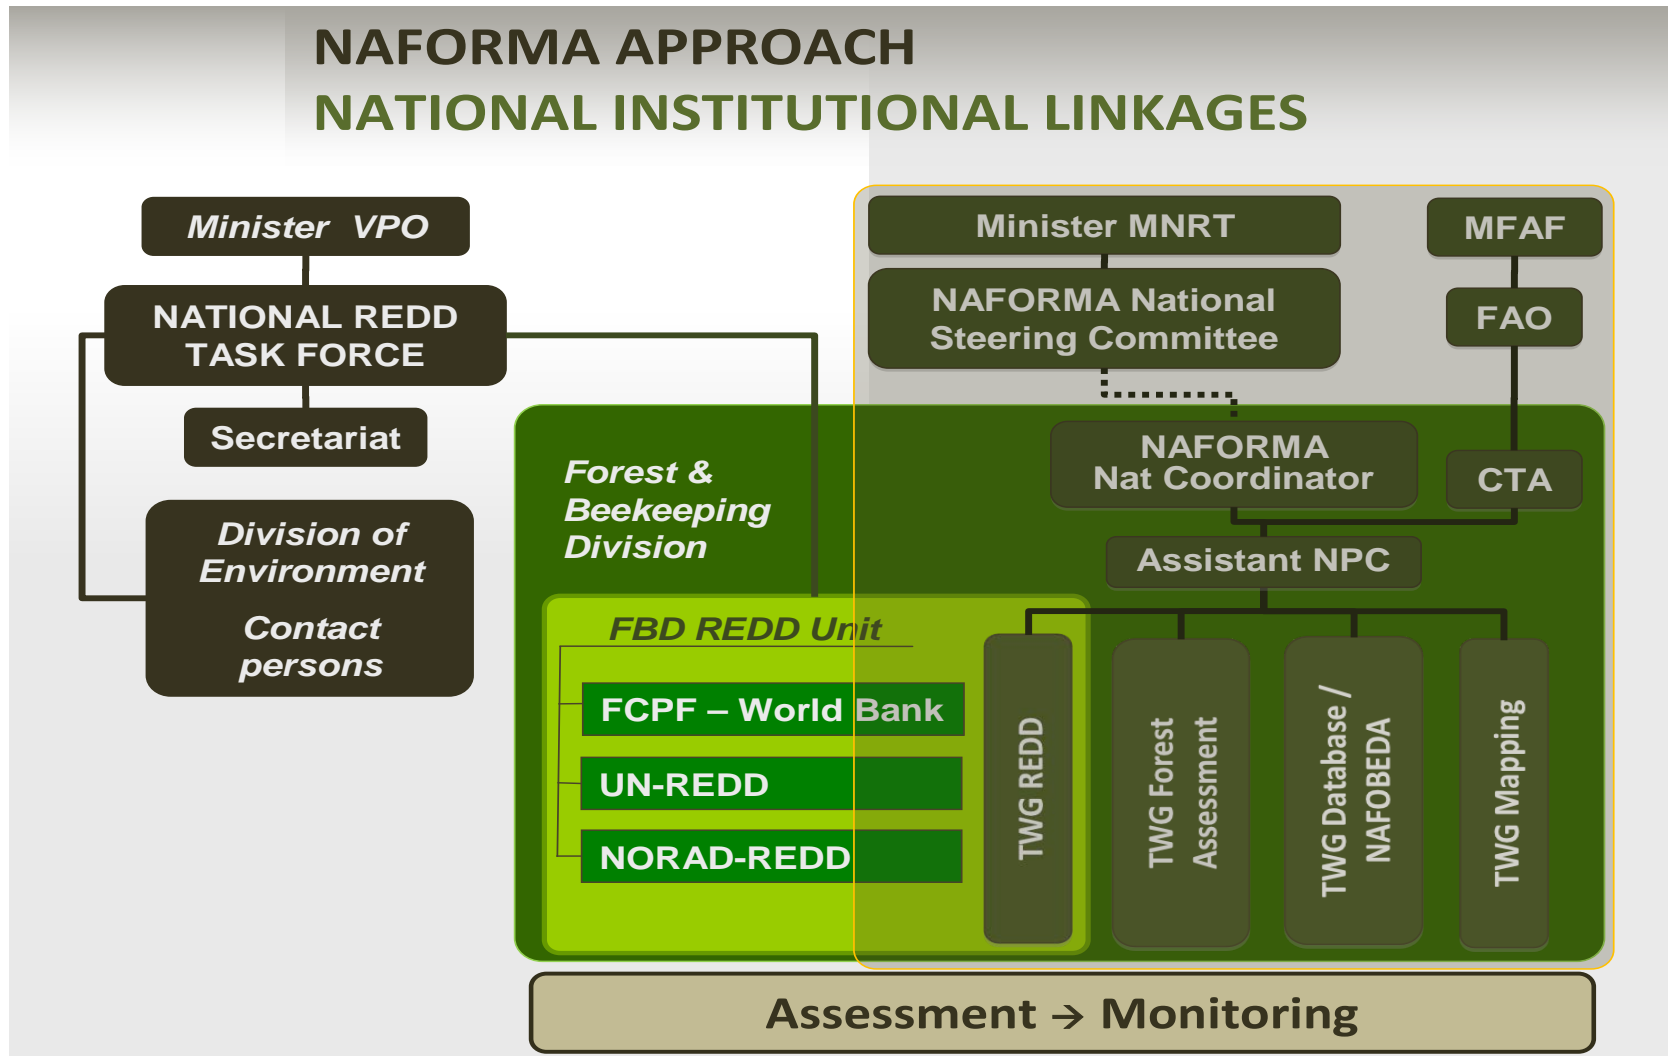 NAFORMA APPROACH
NATIONAL INSTITUTIONAL LINKAGES
Minister VPO
NATIONAL REDD
TASK FORCE
Secretariat
Division of
Environment
Contact
persons
Minister MNRT
NAFORMA National
Steering Committee
MFAF
FAO
Forest &
Beekeeping
Division
NAFORMA
Nat Coordinator
CTA
Assistant NPC
FBD REDD Unit
FCPF – World Bank
UN-REDD
NORAD-REDD
TWG REDD
TWG Forest
Assessment
TWG Database /
NAFOBEDA
TWG Mapping
Assessment → Monitoring